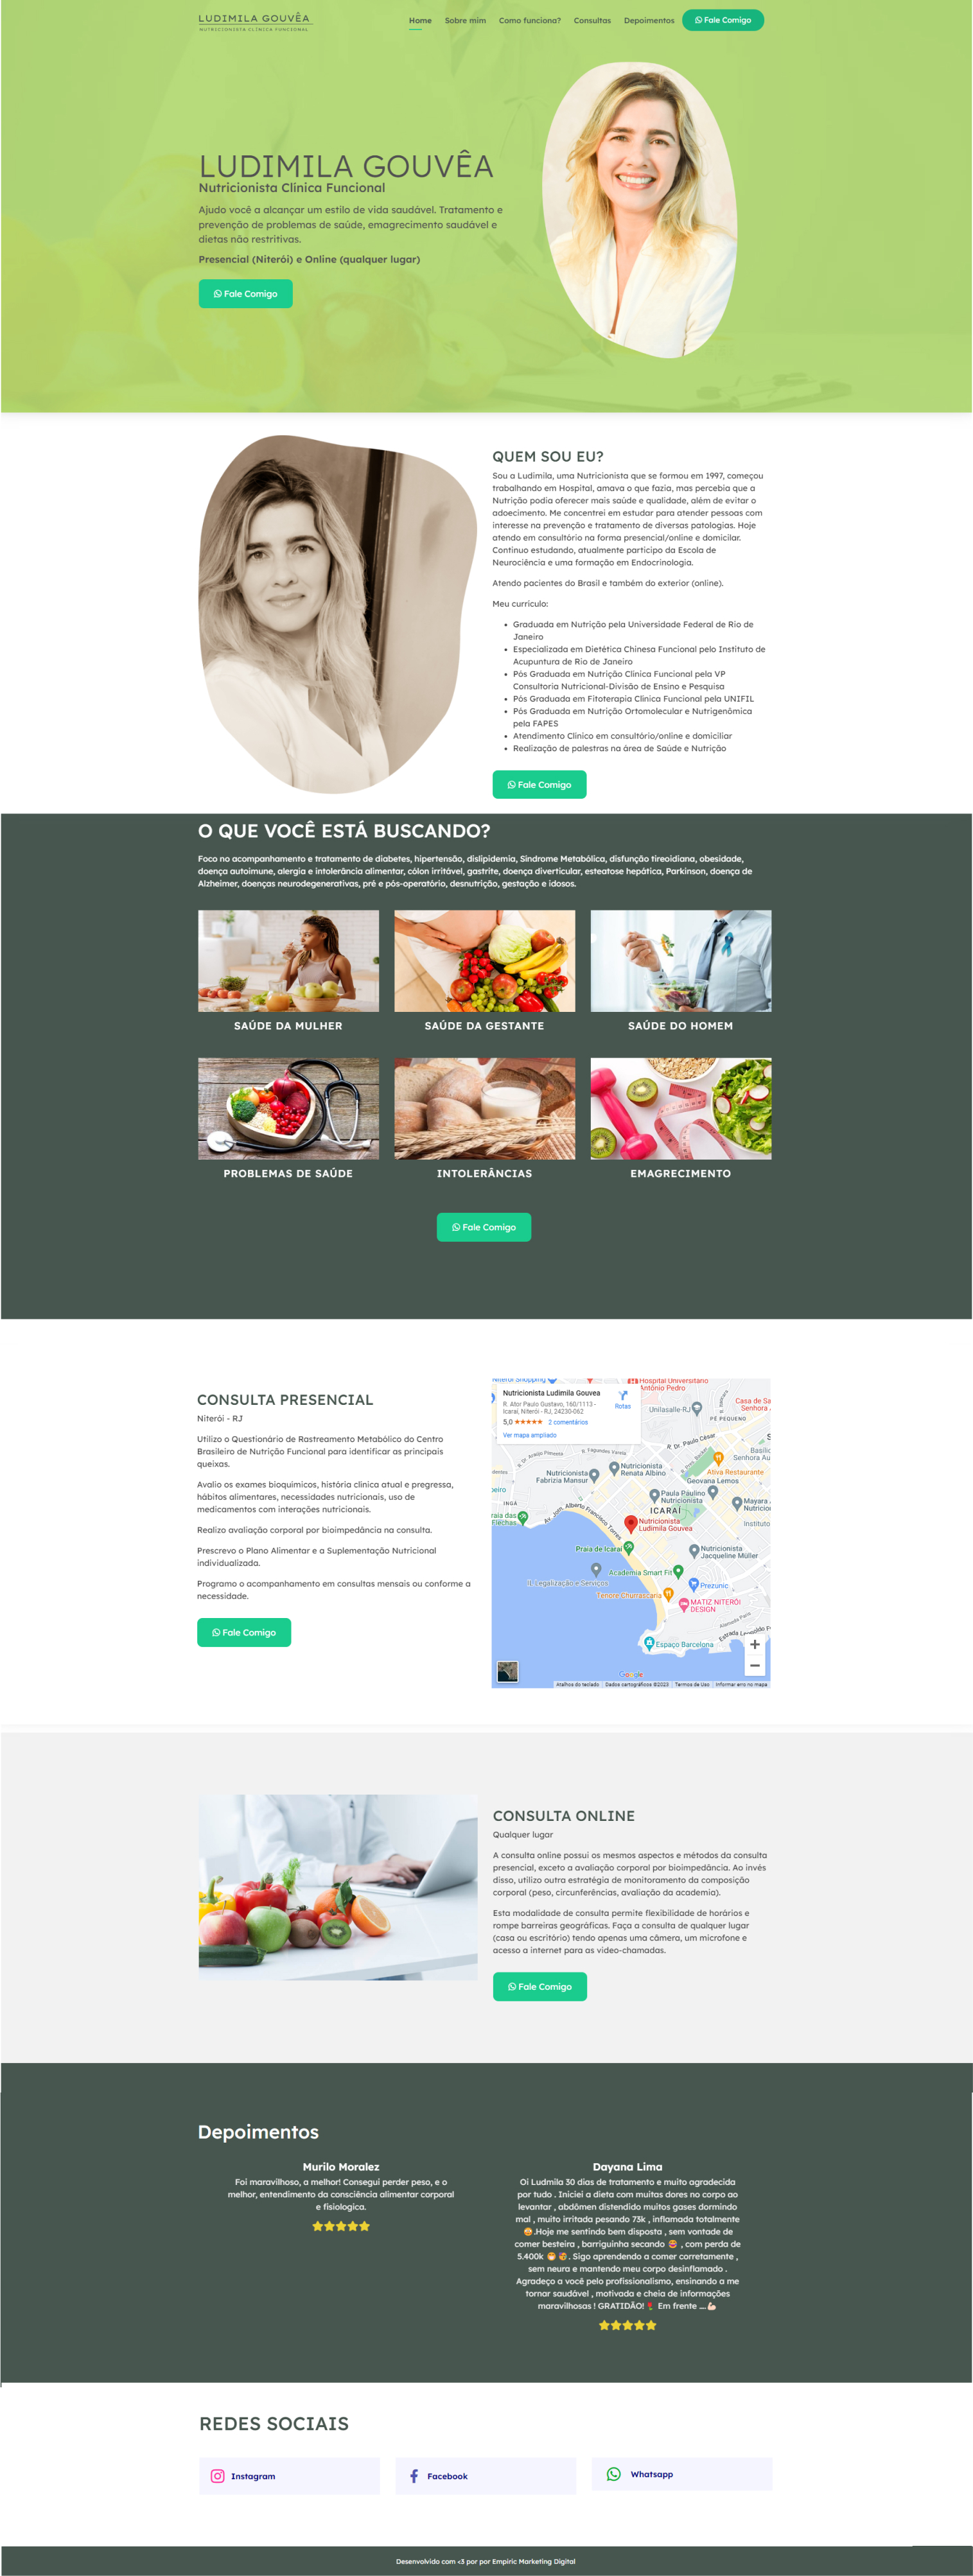 LUDIMILA GOUVÊA
NUTRICIONISTA CLÍNICA FUNCIONAL
Home Sobre mim Como funciona? Consultas Depoimentos Fale Comigo
LUDIMILA GOUVÊA
Nutricionista Clínica Funcional
Ajudo você a alcançar um estilo de vida saudável. Tratamento e
prevenção de problemas de saúde, emagrecimento saudável e
dietas não restritivas.
Presencial (Niterói) e Online (qualquer lugar)
Fale Comigo
QUEM SOU EU?
Sou a Ludimila, uma Nutricionista que se formou em 1997, começou
trabalhando em Hospital, amava o que fazia, mas percebia que a
Nutrição podia oferecer mais saúde e qualidade, além de evitar o
adoecimento. Me concentrei em estudar para atender pessoas com
interesse na prevenção e tratamento de diversas patologias. Hoje
atendo em consultório na forma presencial/online e domicilar.
Continuo estudando, atualmente participo da Escola de
Neurociência e uma formação em Endocrinologia.
Atendo pacientes do Brasil e também do exterior (online).
Meu currículo:
• Graduada em Nutrição pela Universidade Federal de Rio de
Janeiro
• Especializada em Dietética Chinesa Funcional pelo Instituto de
Acupuntura de Rio de Janeiro
• Pós Graduada em Nutrição Clínica Funcional pela VP
Consultoria Nutricional-Divisão de Ensino e Pesquisa
• Pós Graduada em Fitoterapia Clínica Funcional pela UNIFIL
• Pós Graduada em Nutrição Ortomolecular e Nutrigenômica
pela FAPES
• Atendimento Clínico em consultório/online e domiciliar
• Realização de palestras na área de Saúde e Nutrição
Fale Comigo
O QUE VOCÊ ESTÁ BUSCANDO?
Foco no acompanhamento e tratamento de diabetes, hipertensão, dislipidemia, Síndrome Metabólica, disfunção tireoidiana, obesidade,
doença autoimune, alergia e intolerância alimentar, cólon irritável, gastrite, doença diverticular, esteatose hepática, Parkinson, doença de
Alzheimer, doenças neurodegenerativas, pré e pós-operatório, desnutrição, gestação e idosos.
SAÚDE DA MULHER
SAÚDE DA GESTANTE
SAÚDE DO HOMEM
PROBLEMAS DE SAÚDE
INTOLERÂNCIAS
EMAGRECIMENTO
Fale Comigo
CONSULTA PRESENCIAL
Niterói - RJ
Utilizo o Questionário de Rastreamento Metabólico do Centro
Brasileiro de Nutrição Funcional para identificar as principais
queixas.
Avalio os exames bioquímicos, história clínica atual e pregressa,
hábitos alimentares, necessidades nutricionais, uso de
medicamentos com interações nutricionais.
Realizo avaliação corporal por bioimpedância na consulta.
Prescrevo o Plano Alimentar e a Suplementação Nutricional
individualizada.
Programo o acompanhamento em consultas mensais ou conforme a
necessidade.
Fale Comigo
Niterói Shopping
Hospital Universitário
Antônio Pedro
Nutricionista Ludimila Gouvea
R. Ator Paulo Gustavo, 160/1113 -
Icaraí, Niterói - RJ, 24230-062
5,0 ★★★★★ 2 comentários
Ver mapa ampliado
Rotas
Unilasalle-RJ
Casa de Sa
Senhora
PÉ PEQUENO
R. Dr. Paulo César
Basílic
Senhora Au
Ativa Restaurante
Nutricionista
Fabrizia Mansur
Nutricionista
Renata Albino
Geovana Lemos
Paula Paulino
Nutricionista
Mayara
Nutricion
INGÁ
ICARAÍ
raia das
Flechas
Nutricionista
Ludimila Gouvea
Instituto
Praia de Icaraí
Nutricionista
Jacqueline Müller
Academia Smart Fit
IL Legalização e Serviços
Prezunic
Tenore Churrascaria
MATIZ NITERÓI
DESIGN
Espaço Barcelona
Google
Atalhos do teclado Dados cartográficos ©2023 Termos de Uso Informar erro no mapa
CONSULTA ONLINE
Qualquer lugar
A consulta online possui os mesmos aspectos e métodos da consulta
presencial, exceto a avaliação corporal por bioimpedância. Ao invés
disso, utilizo outra estratégia de monitoramento da composição
corporal (peso, circunferências, avaliação da academia).
Esta modalidade de consulta permite flexibilidade de horários e
rompe barreiras geográficas. Faça a consulta de qualquer lugar
(casa ou escritório) tendo apenas uma câmera, um microfone e
acesso a internet para as video-chamadas.
Fale Comigo
Depoimentos
Murilo Moralez
Foi maravilhoso, a melhor! Consegui perder peso, e o
melhor, entendimento da consciência alimentar corporal
e fisiologica.
Dayana Lima
Oi Ludmila 30 dias de tratamento e muito agradecida
por tudo . Iniciei a dieta com muitas dores no corpo ao
levantar , abdômen distendido muitos gases dormindo
mal , muito irritada pesando 73k , inflamada totalmente
.Hoje me sentindo bem disposta , sem vontade de
comer besteira , barriguinha secando , com perda de
5.400k . Sigo aprendendo a comer corretamente ,
sem neura e mantendo meu corpo desinflamado .
Agradeço a você pelo profissionalismo, ensinando a me
tornar saudável , motivada e cheia de informações
maravilhosas ! GRATIDÃO! Em frente ....
REDES SOCIAIS
Instagram
Facebook
Whatsapp
Desenvolvido com <3 por por Empiric Marketing Digital